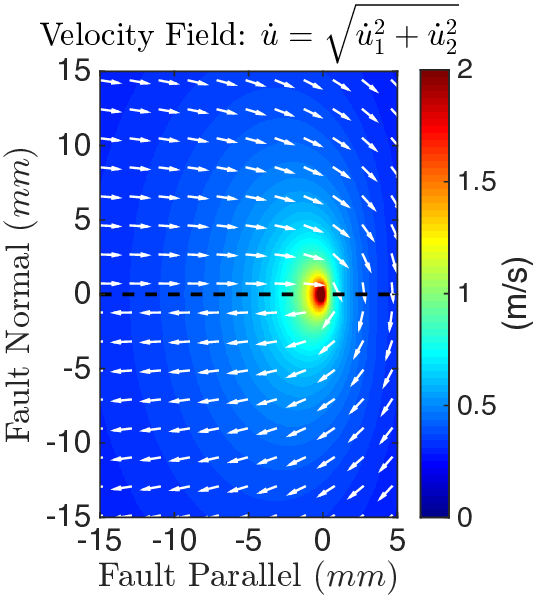 Velocity Field: u̇ = √(u̇₁² + u̇₂²)
15
10
5
0
-5
-10
-15
-15 -10 -5 0 5
Fault Normal (mm)
Fault Parallel (mm)
2
1.5
1
0.5
0
(m/s)